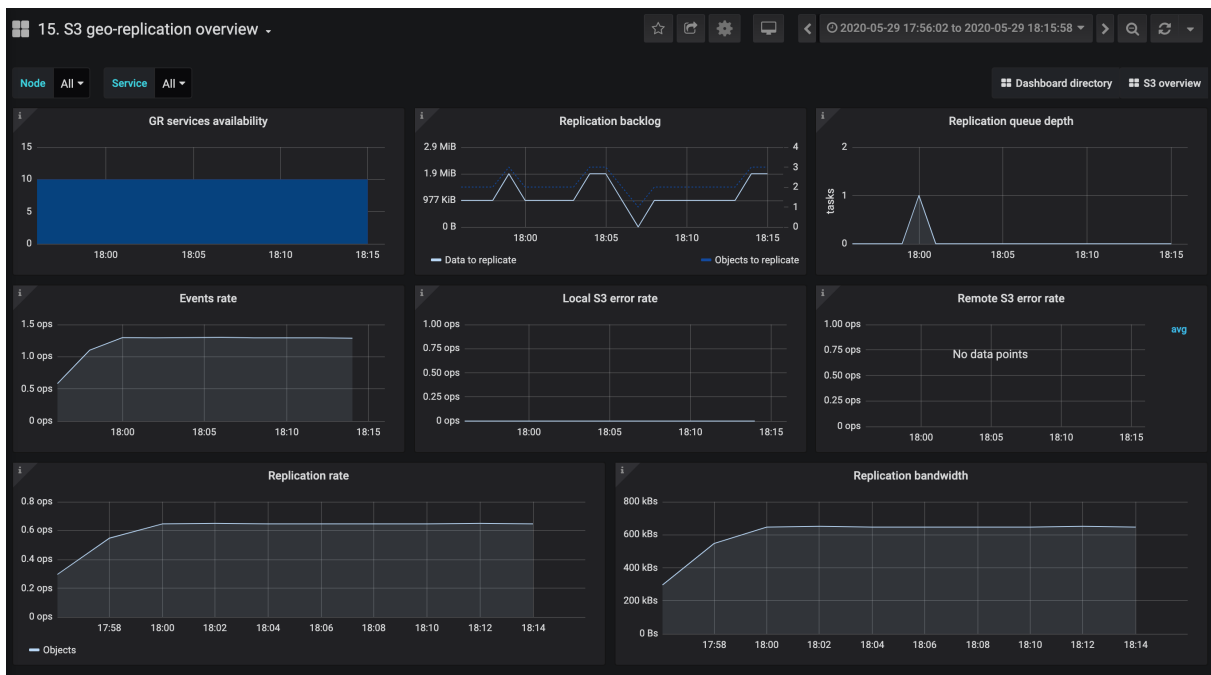 15. S3 geo-replication overview
2020-05-29 17:56:02 to 2020-05-29 18:15:58
Node All Service All
Dashboard directory S3 overview
GR services availability
15
10
5
0
18:00 18:05 18:10 18:15
Replication backlog
2.9 MiB
1.9 MiB
977 KiB
0 B
4
3
2
1
0
18:00 18:05 18:10 18:15
Data to replicate Objects to replicate
Replication queue depth
tasks
2
1
0
18:00 18:05 18:10 18:15
Events rate
1.5 ops
1.0 ops
0.5 ops
0 ops
18:00 18:05 18:10 18:15
Local S3 error rate
1.00 ops
0.75 ops
0.50 ops
0.25 ops
0 ops
18:00 18:05 18:10 18:15
Remote S3 error rate
1.00 ops
0.75 ops
0.50 ops
0.25 ops
0 ops
No data points
avg
18:00 18:05 18:10 18:15
Replication rate
0.8 ops
0.6 ops
0.4 ops
0.2 ops
0 ops
17:58 18:00 18:02 18:04 18:06 18:08 18:10 18:12 18:14
Objects
Replication bandwidth
800 kBs
600 kBs
400 kBs
200 kBs
0 Bs
17:58 18:00 18:02 18:04 18:06 18:08 18:10 18:12 18:14